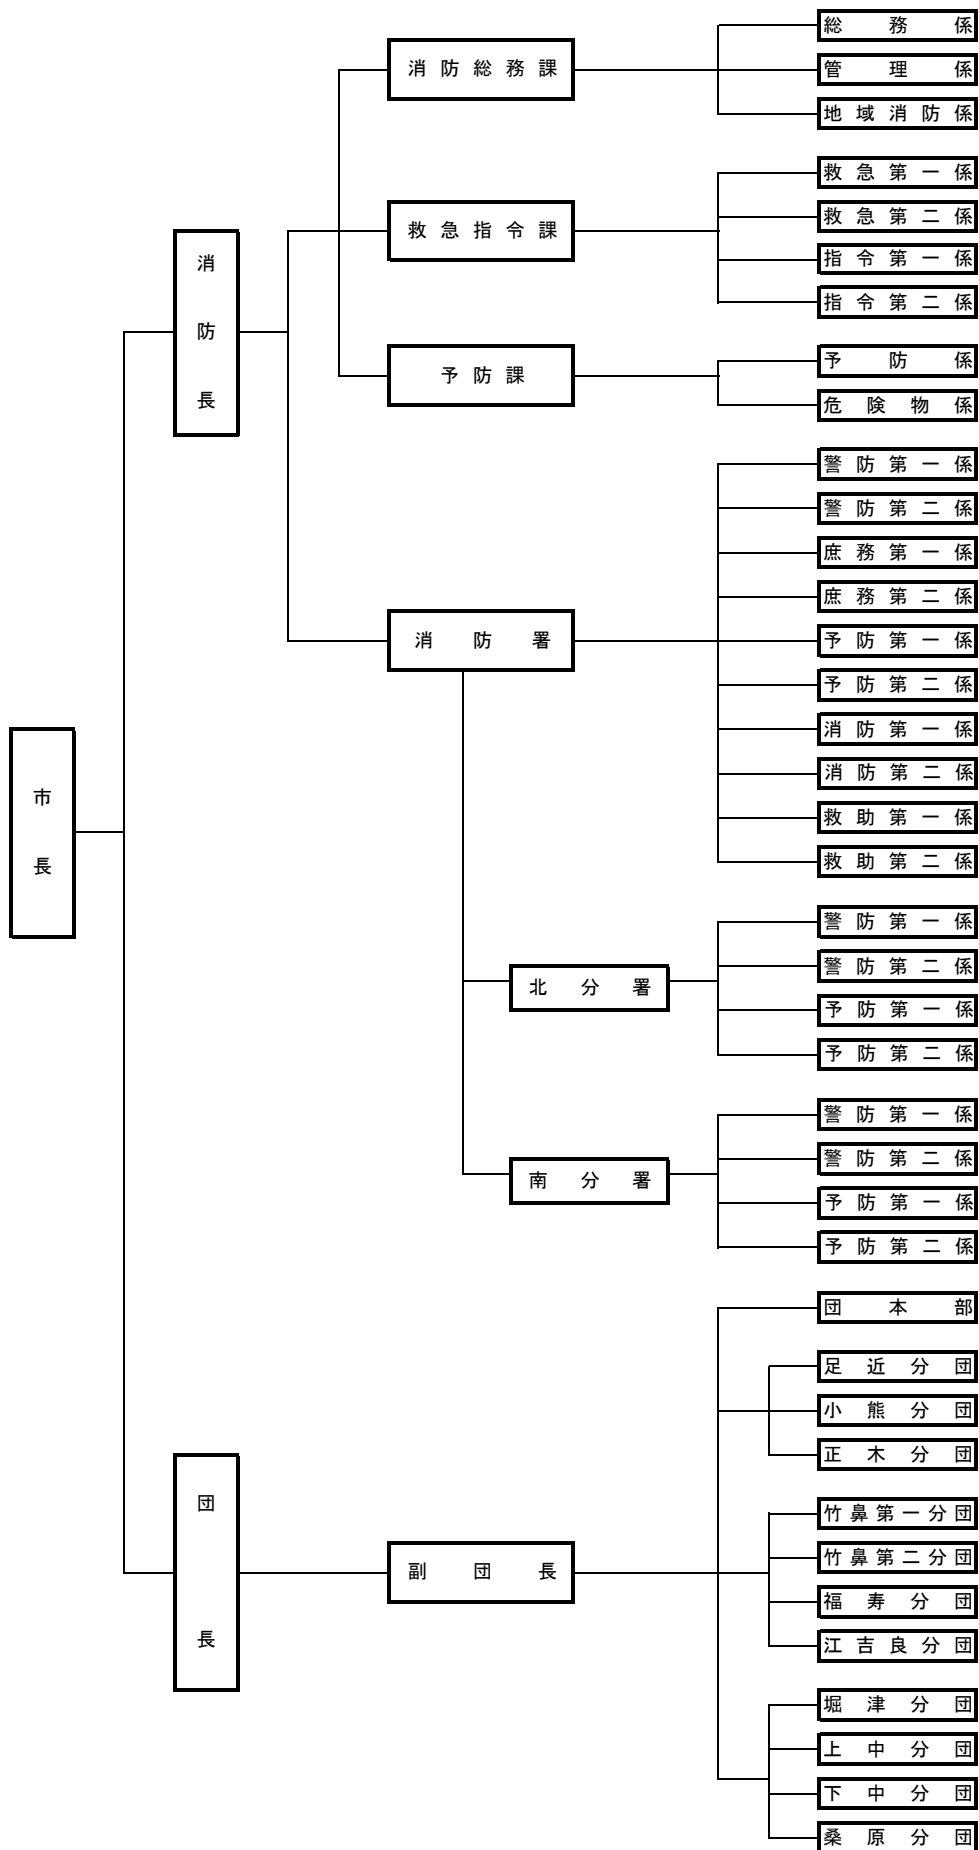 総務係
消防総務課
管理係
地域消防係
救急第一係
救急第二係
救急指令課
指令第一係
指令第二係
消防長
予防係
予防課
危険物係
警防第一係
警防第二係
庶務第一係
庶務第二係
消防署
予防第一係
予防第二係
消防第一係
消防第二係
市長
救助第一係
救助第二係
警防第一係
警防第二係
北分署
予防第一係
予防第二係
警防第一係
警防第二係
南分署
予防第一係
予防第二係
団本部
足近分団
小熊分団
正木分団
竹鼻第一分団
竹鼻第二分団
団長
副団長
福寿分団
江吉良分団
堀津分団
上中分団
下中分団
桑原分団